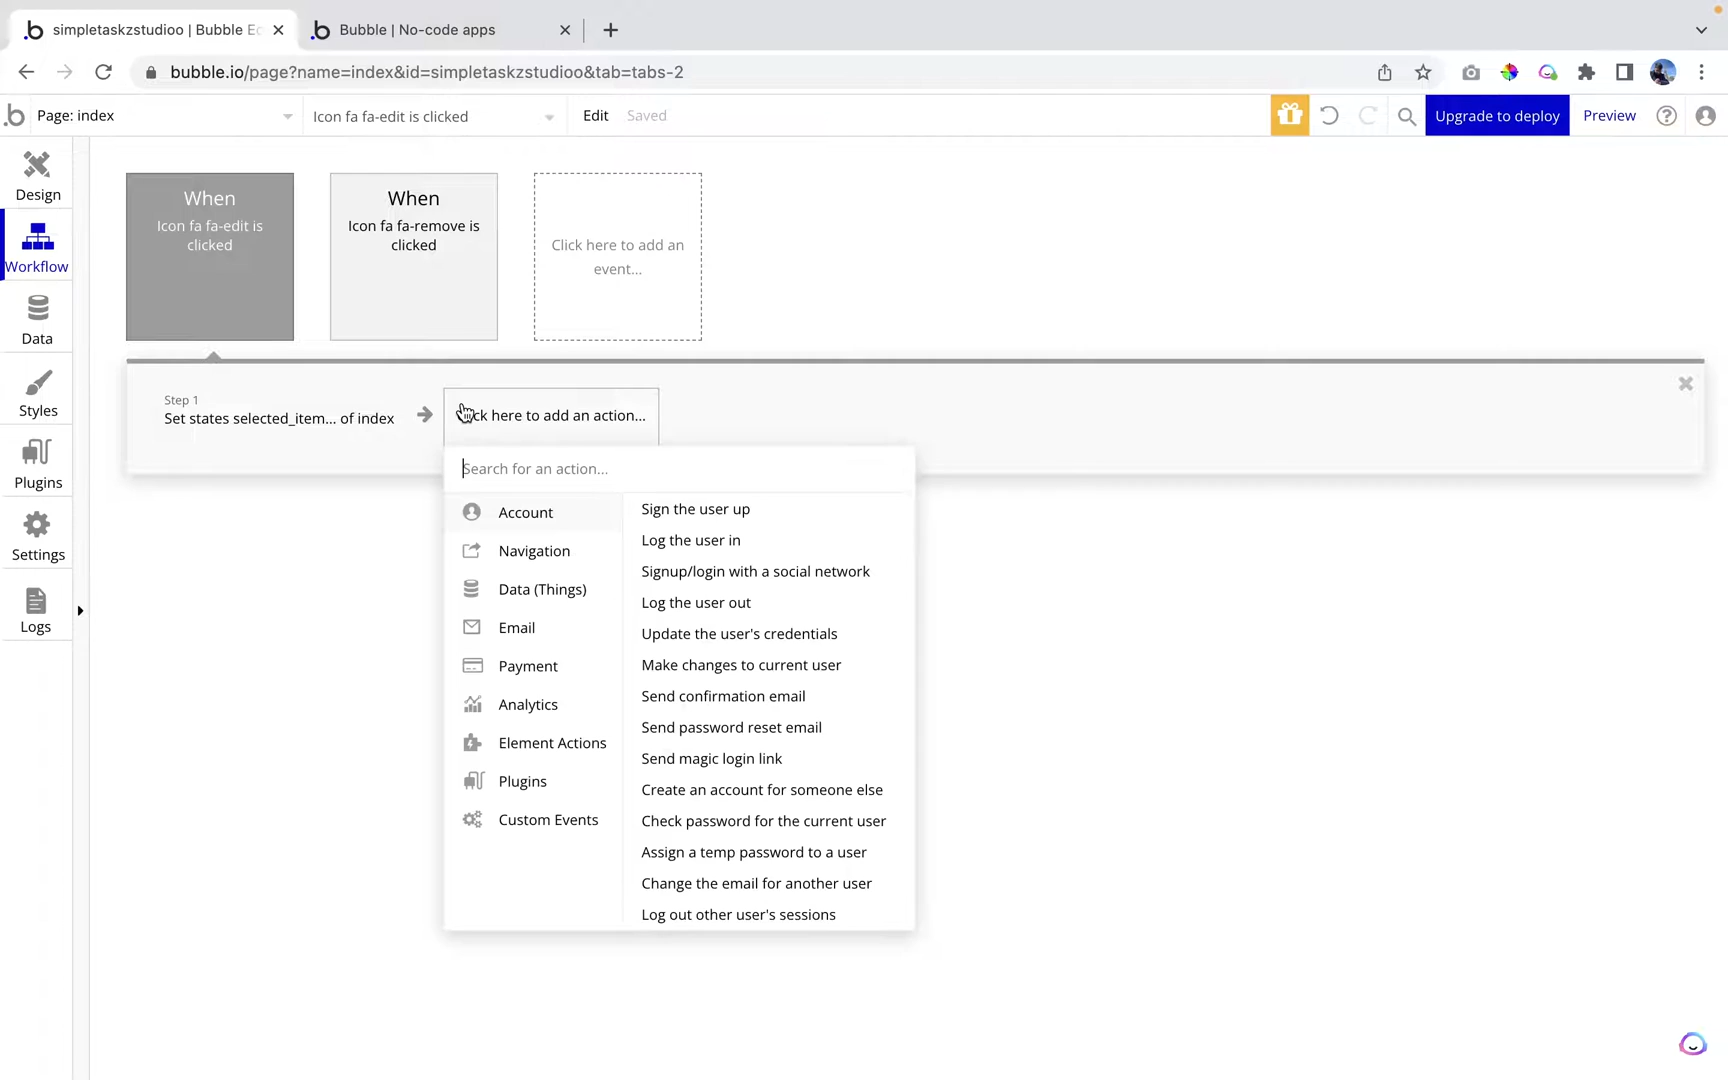 simpletaskzstudioo | Bubble Ed
Bubble | No-code apps
bubble.io/page?name=index&id=simpletaskzstudioo&tab=tabs-2
Page: index
Icon fa fa-edit is clicked
Edit
Saved
Upgrade to deploy
Preview
Design
Workflow
Data
Styles
Plugins
Settings
Logs
When
Icon fa fa-edit is
clicked
When
Icon fa fa-remove is
clicked
Click here to add an
event...
Step 1
Set states selected_item... of index
ck here to add an action...
Search for an action...
Account
Navigation
Data (Things)
Email
Payment
Analytics
Element Actions
Plugins
Custom Events
Sign the user up
Log the user in
Signup/login with a social network
Log the user out
Update the user's credentials
Make changes to current user
Send confirmation email
Send password reset email
Send magic login link
Create an account for someone else
Check password for the current user
Assign a temp password to a user
Change the email for another user
Log out other user's sessions